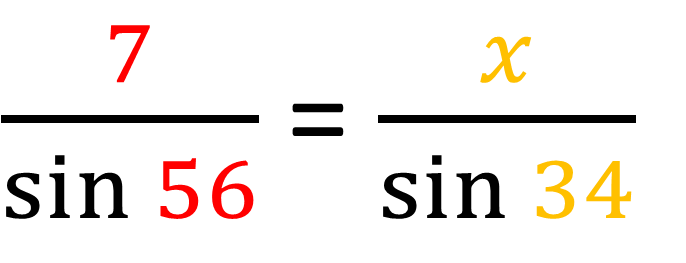 7 / sin 56 = x / sin 34